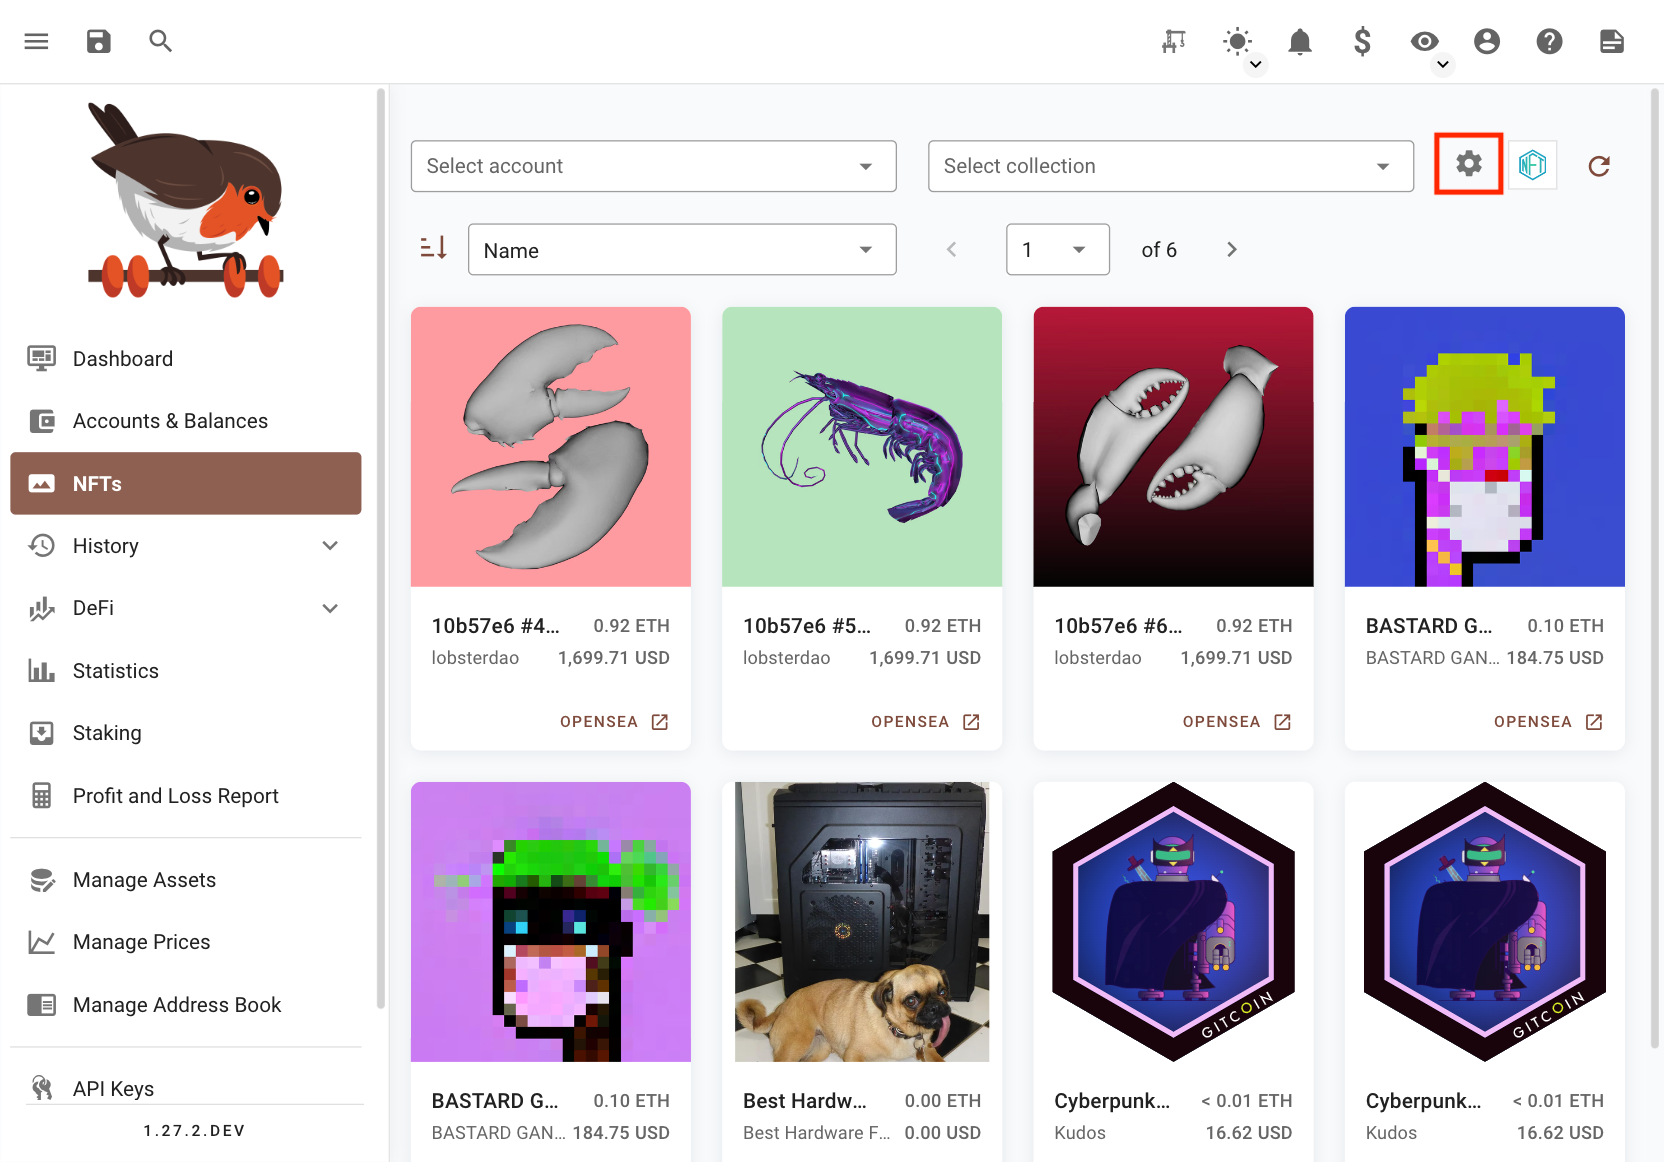 Select account
Select collection
NFT
Name
1
of 6
Dashboard
Accounts & Balances
NFTs
History
DeFi
Statistics
Staking
Profit and Loss Report
Manage Assets
Manage Prices
Manage Address Book
API Keys
1.27.2.DEV
10b57e6 #4... 0.92 ETH
lobsterdao 1,699.71 USD
OPENSEA
10b57e6 #5... 0.92 ETH
lobsterdao 1,699.71 USD
OPENSEA
10b57e6 #6... 0.92 ETH
lobsterdao 1,699.71 USD
OPENSEA
BASTARD G... 0.10 ETH
BASTARD GAN... 184.75 USD
OPENSEA
BASTARD G... 0.10 ETH
BASTARD GAN... 184.75 USD
Best Hardw... 0.00 ETH
Best Hardware F... 0.00 USD
GITCOIN
Cyberpunk... < 0.01 ETH
Kudos 16.62 USD
GITCOIN
Cyberpunk... < 0.01 ETH
Kudos 16.62 USD